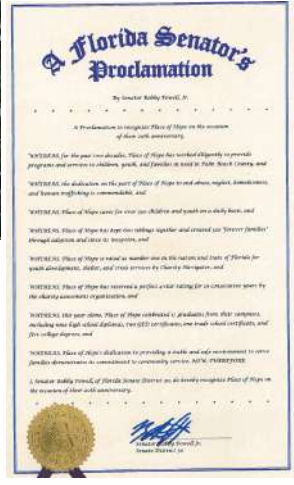 A Florida Senator's
Proclamation
By Senator Bobby Powell, Jr.
A Proclamation to recognize Place of Hope on the occasion
of their 20th anniversary.
WHEREAS, for the past two decades, Place of Hope has worked diligently to provide
programs and services to children, youth, and families in need in Palm Beach County, and
WHEREAS, the dedication on the part of Place of Hope to end abuse, neglect, homelessness,
and human trafficking is commendable, and
WHEREAS, Place of Hope cares for over 300 children and youth on a daily basis, and
WHEREAS, Place of Hope has kept siblings together and created "forever families"
through adoption and since its inception, and
WHEREAS, Place of Hope is rated as number one in the nation and State of Florida for
youth development, shelter, and crisis services by Charity Navigator, and
WHEREAS, Place of Hope has received a perfect 4-star rating for 10 consecutive years by
the charity assessment organization, and
WHEREAS, this year alone, Place of Hope celebrated graduates from their campuses,
including nine high school diplomas, two GED certificates, one trade school certificate, and
five college degrees, and
WHEREAS, Place of Hope's dedication to providing a stable and safe environment to serve
families demonstrates its commitment to community service, NOW, THEREFORE
I, Senator Bobby Powell, of Florida Senate District 30, do hereby recognize Place of Hope on
the occasion of their 20th anniversary.
Senator Bobby Powell, Jr.
Senate District 30